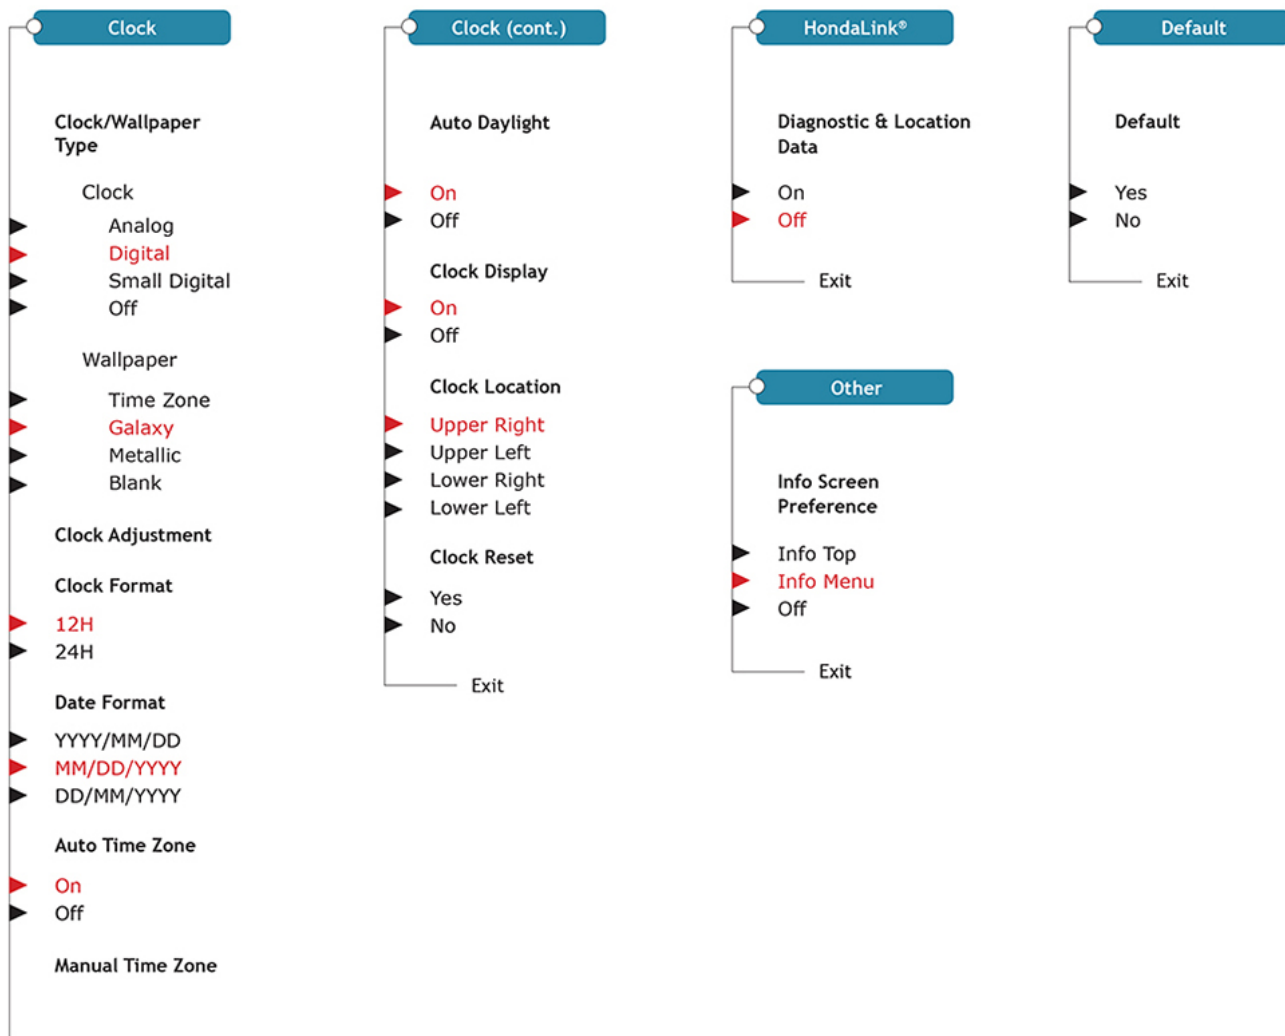 Clock
Clock/Wallpaper
Type
Clock
Analog
Digital
Small Digital
Off
Wallpaper
Time Zone
Galaxy
Metallic
Blank
Clock Adjustment
Clock Format
12H
24H
Date Format
YYYY/MM/DD
MM/DD/YYYY
DD/MM/YYYY
Auto Time Zone
On
Off
Manual Time Zone
Clock (cont.)
Auto Daylight
On
Off
Clock Display
On
Off
Clock Location
Upper Right
Upper Left
Lower Right
Lower Left
Clock Reset
Yes
No
Exit
HondaLink®
Diagnostic & Location
Data
On
Off
Exit
Other
Info Screen
Preference
Info Top
Info Menu
Off
Exit
Default
Default
Yes
No
Exit